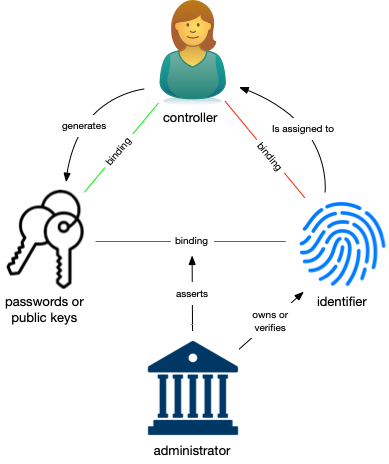 controller
generates
Is assigned to
binding
binding
binding
passwords or
public keys
identifier
asserts
owns or
verifies
administrator